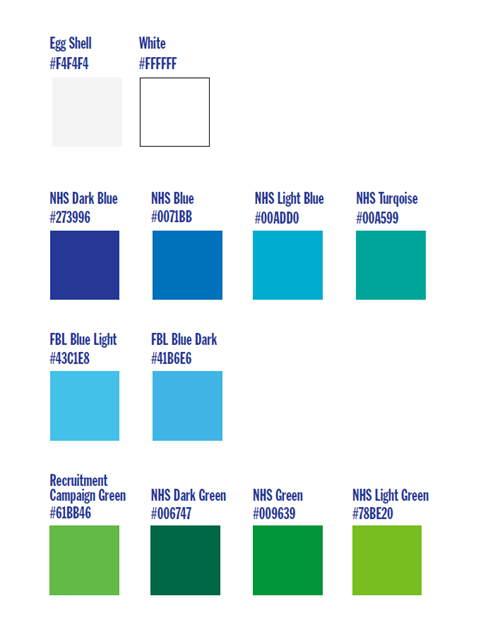 Egg Shell
#F4F4F4
White
#FFFFFF
NHS Dark Blue
#273996
NHS Blue
#0071BB
NHS Light Blue
#00ADD0
NHS Turqoise
#00A599
FBL Blue Light
#43C1E8
FBL Blue Dark
#41B6E6
Recruitment
Campaign Green
#61BB46
NHS Dark Green
#006747
NHS Green
#009639
NHS Light Green
#78BE20